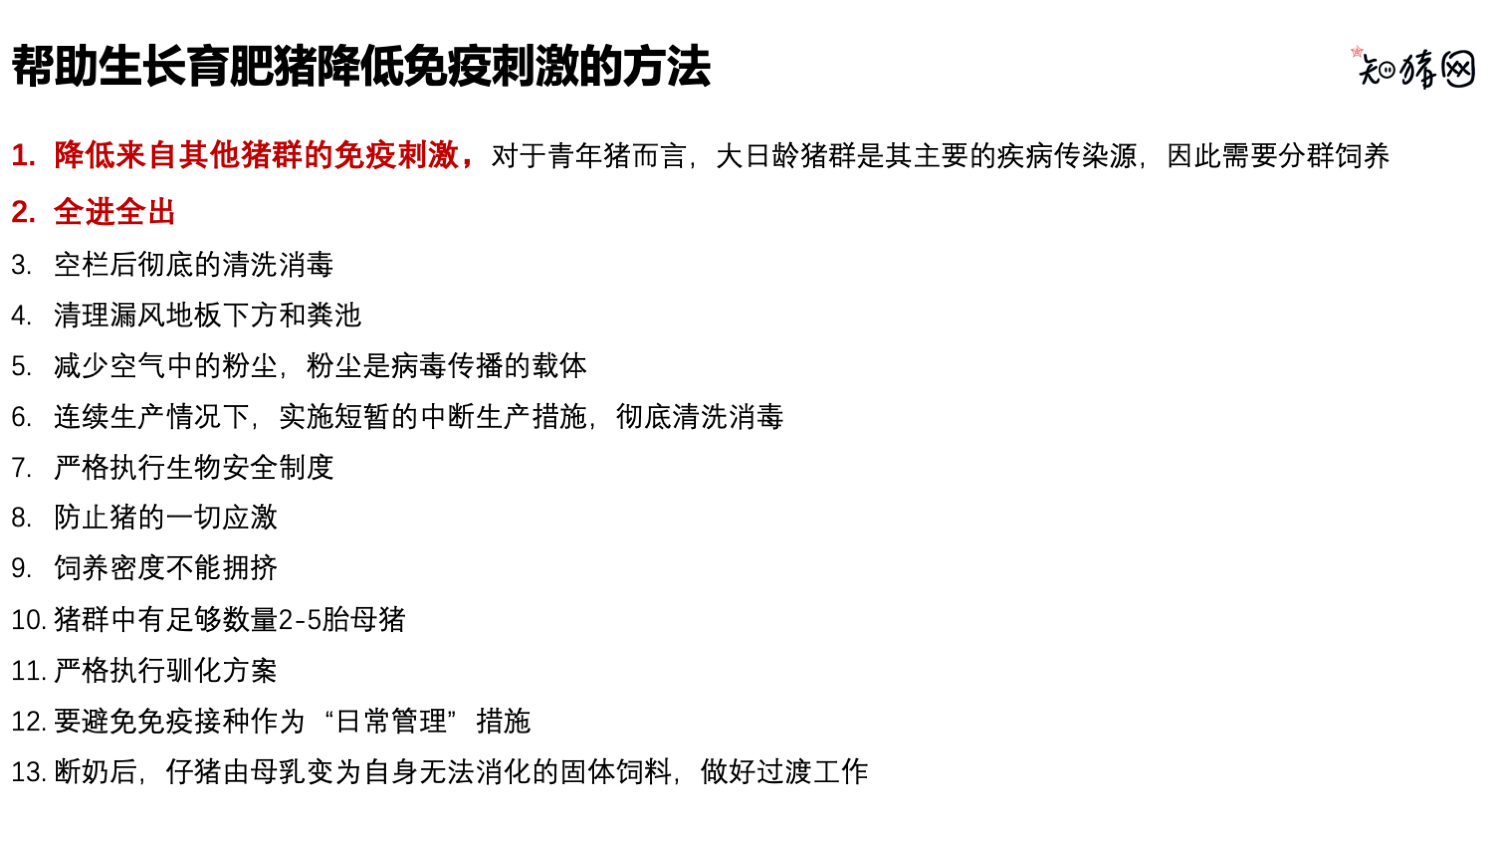 帮助生长育肥猪降低免疫刺激的方法
知猪网
1. 降低来自其他猪群的免疫刺激，对于青年猪而言，大日龄猪群是其主要的疾病传染源，因此需要分群饲养
2. 全进全出
3. 空栏后彻底的清洗消毒
4. 清理漏风地板下方和粪池
5. 减少空气中的粉尘，粉尘是病毒传播的载体
6. 连续生产情况下，实施短暂的中断生产措施，彻底清洗消毒
7. 严格执行生物安全制度
8. 防止猪的一切应激
9. 饲养密度不能拥挤
10. 猪群中有足够数量2-5胎母猪
11. 严格执行驯化方案
12. 要避免免疫接种作为“日常管理”措施
13. 断奶后，仔猪由母乳变为自身无法消化的固体饲料，做好过渡工作